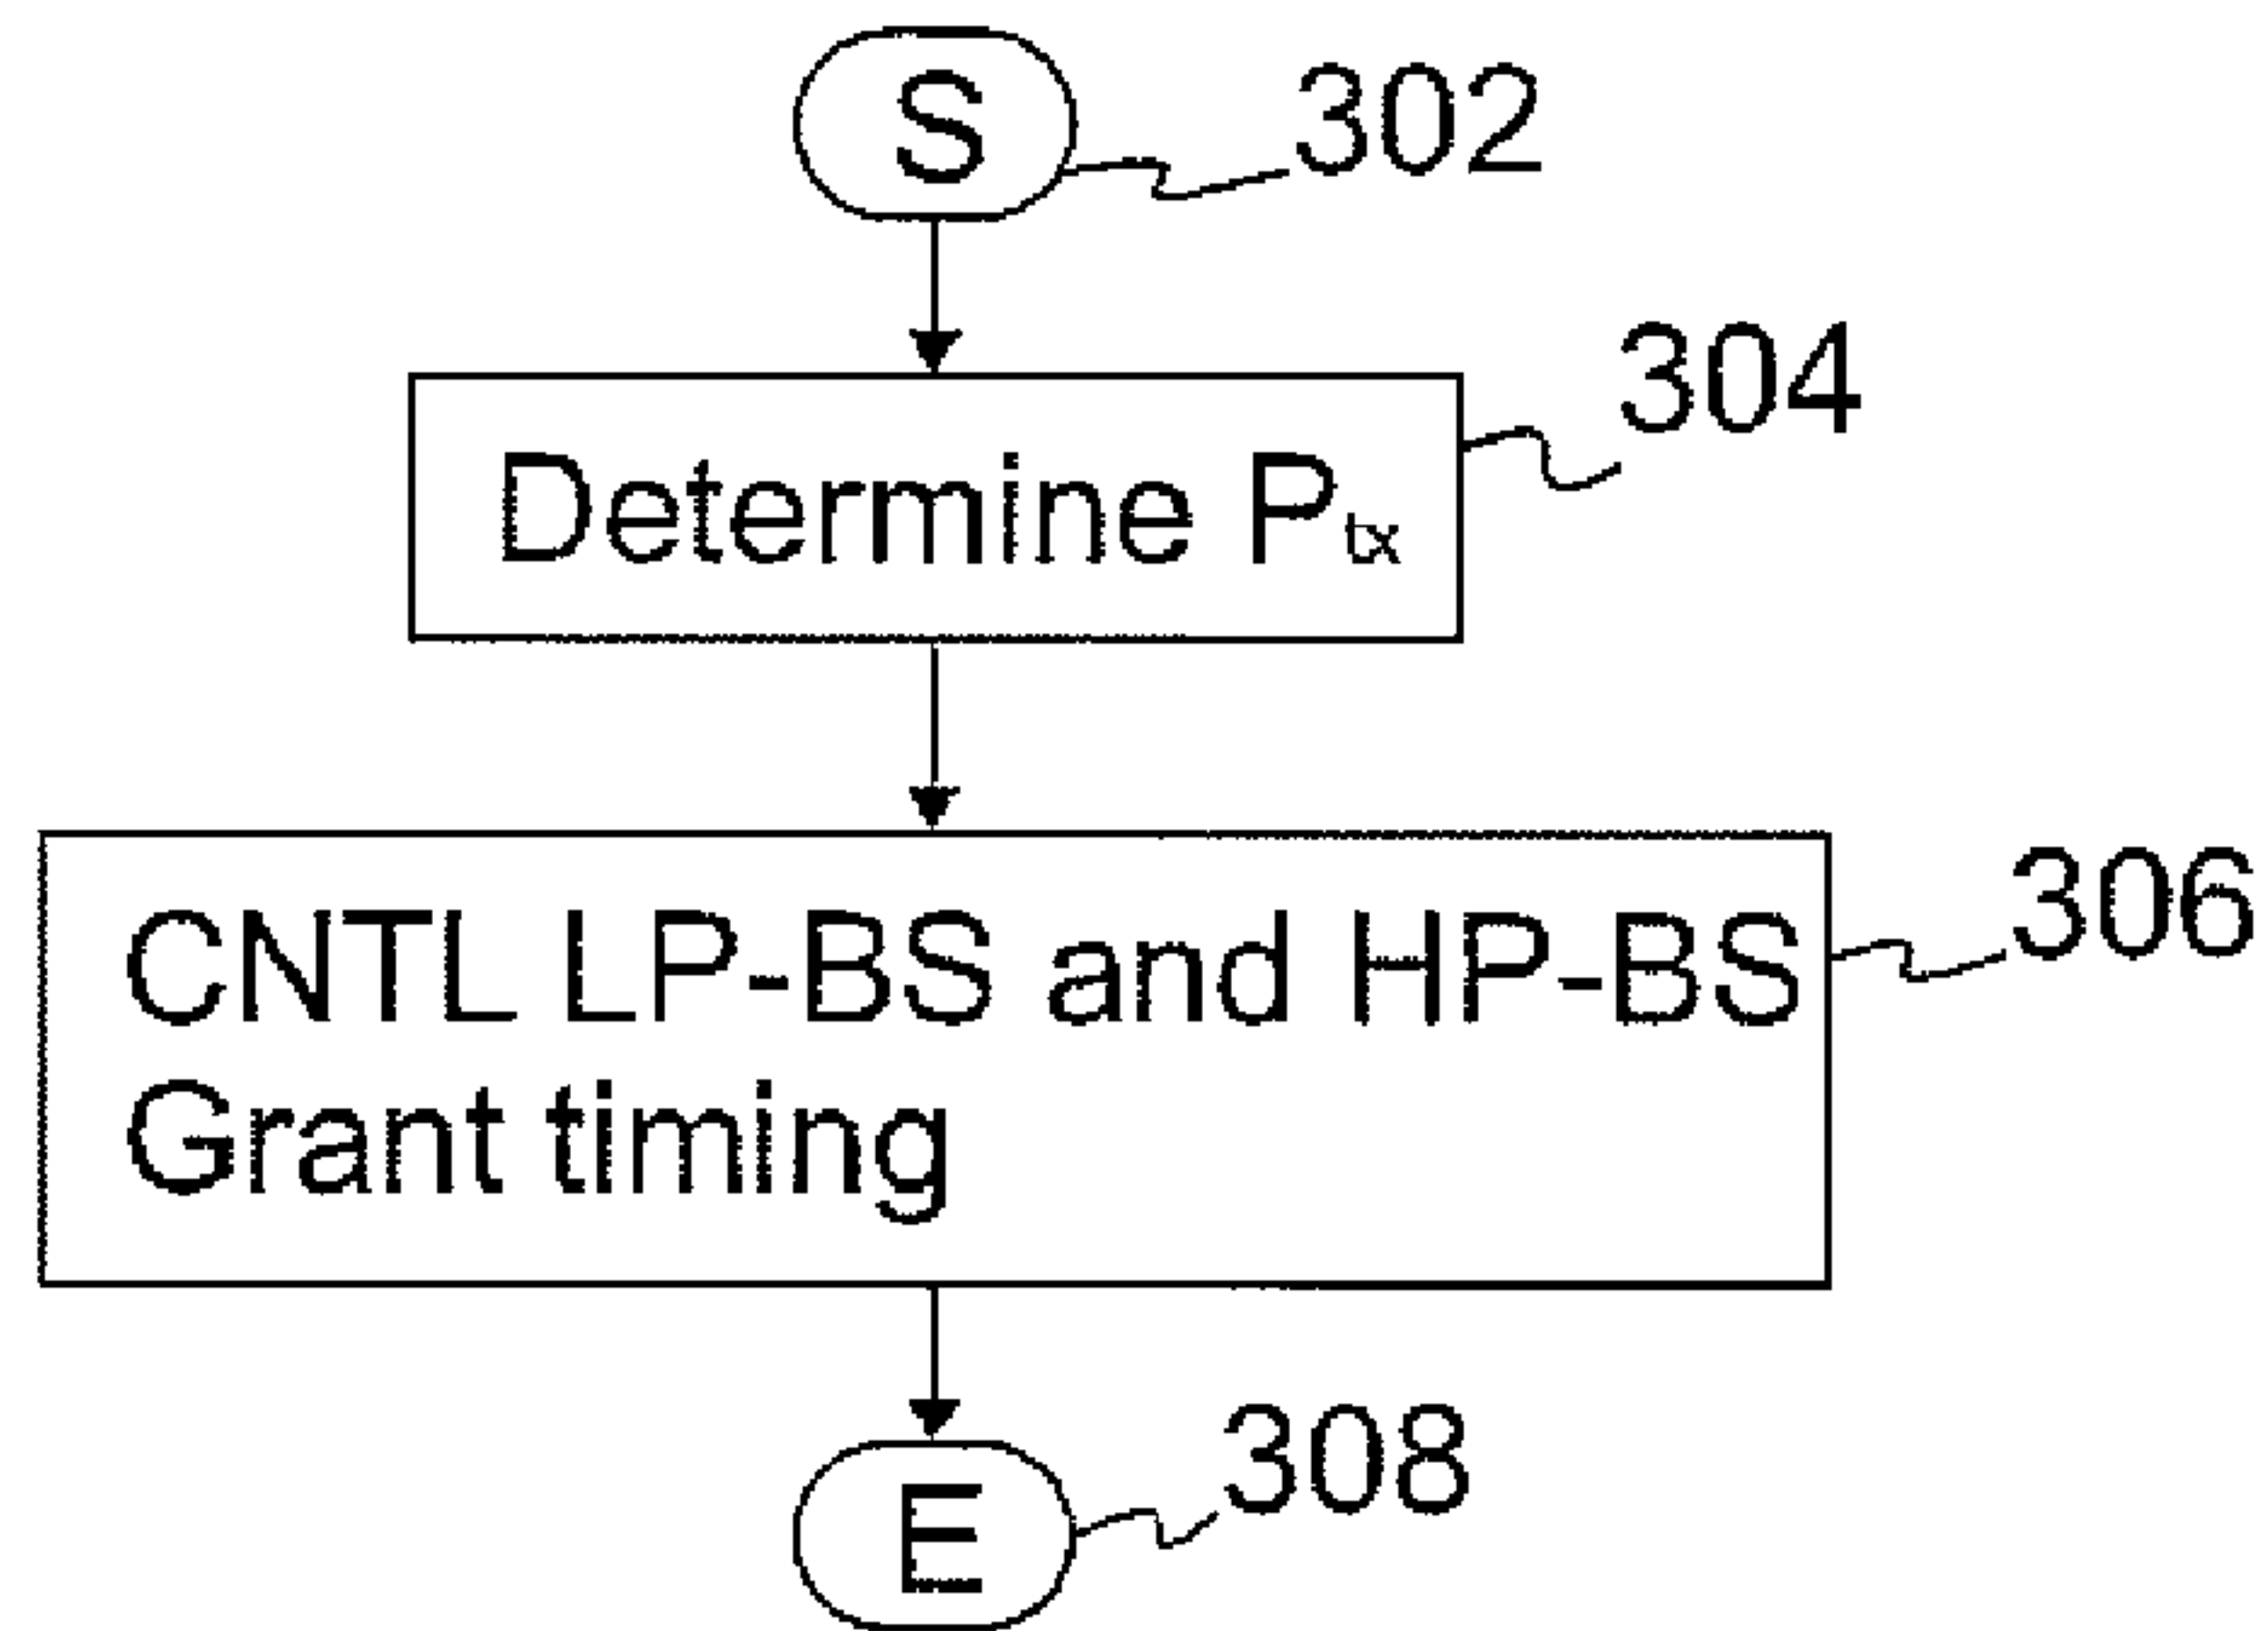 S
302
304
Determine Ptx
306
CNTL LP-BS and HP-BS
Grant timing
308
E